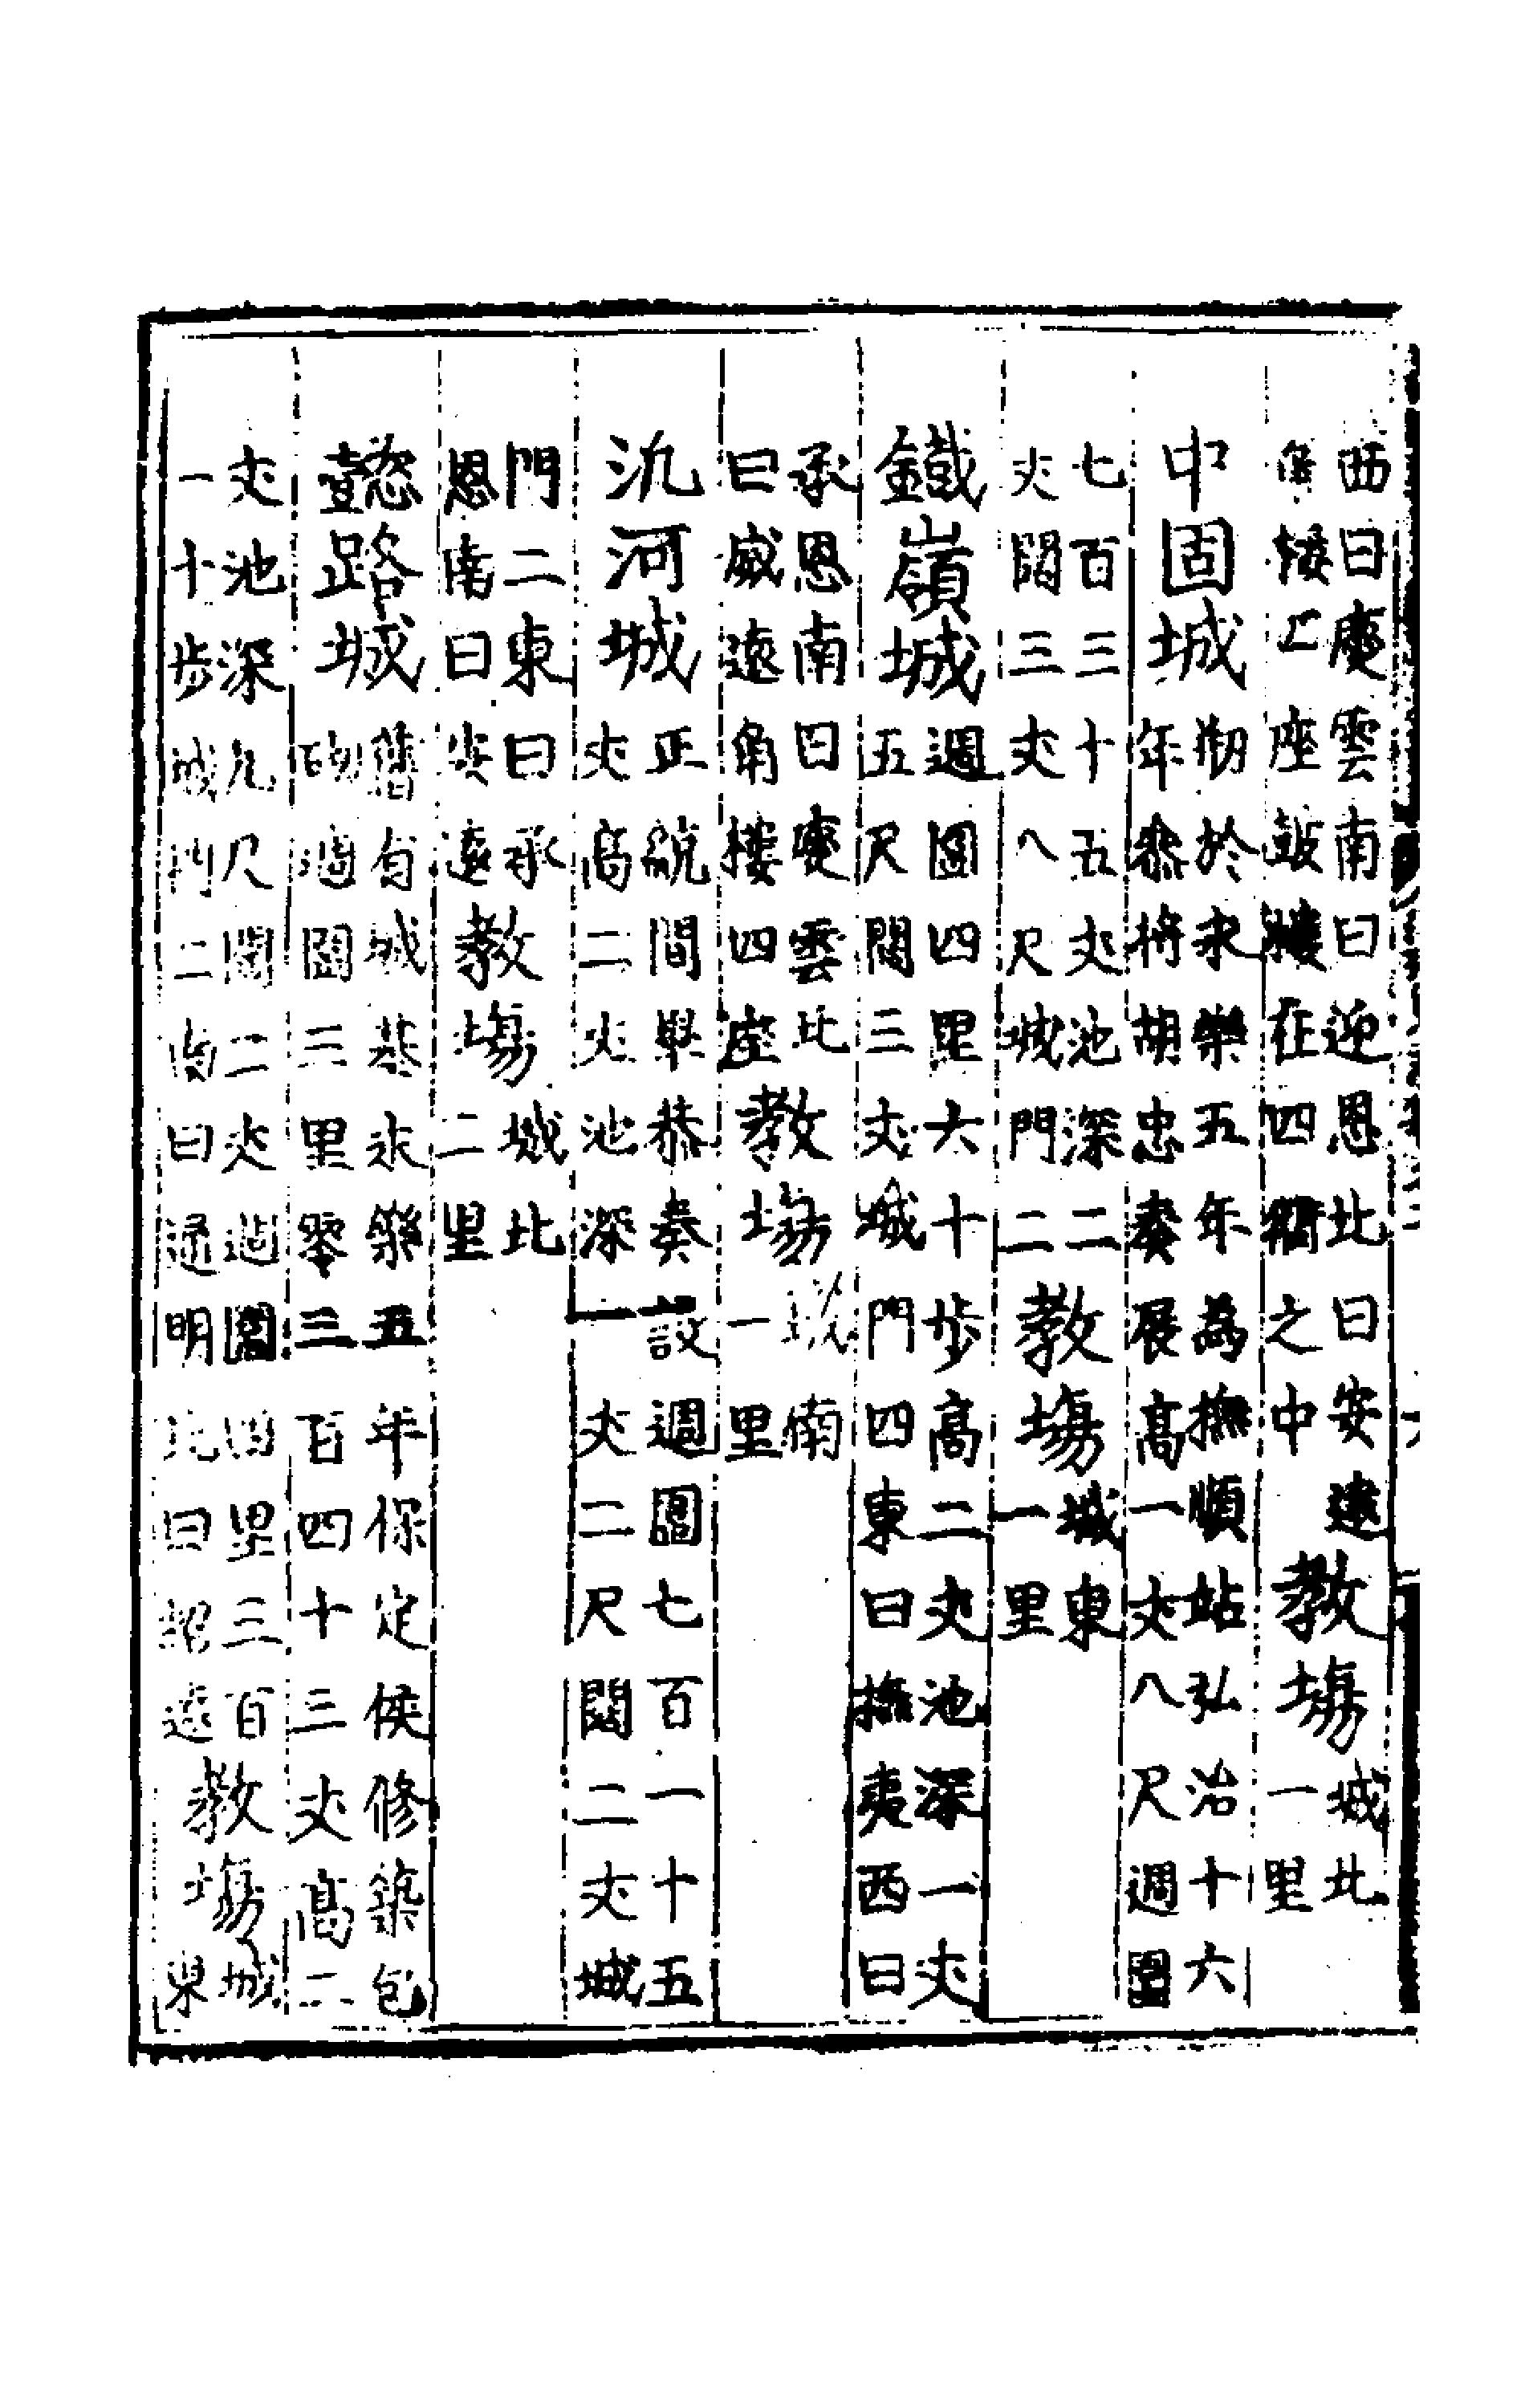 西曰慶雲南曰迎恩北曰安遠
角樓二座鼓樓在四衢之中
教場
城北
一里
中固城
刱於永樂五年為撫順站弘治十六
年叅將胡忠奏展高一丈八尺週圍
七百三十五丈池深二
丈闊三丈八尺城門二
教場
城東
一里
鐵嶺城
週圍四里六十步高二丈池深一丈
五尺闊三丈城門四東曰撫夷西曰
承恩南曰慶雲北
曰威遠角樓四座
教場
城南
一里
汎河城
正統間畢恭奏設週圍七百一十五
丈高二丈池深一丈二尺闊二丈城
門二東曰承
恩南曰安遠
教場
城北
二里
懿路城
舊有城基永樂五年保定侯修築包
砌週圍三里零三百四十三丈高二
丈池深九尺闊二丈週圍四里三百
一十步城門二南曰通明北曰紹遠
教場
城
東